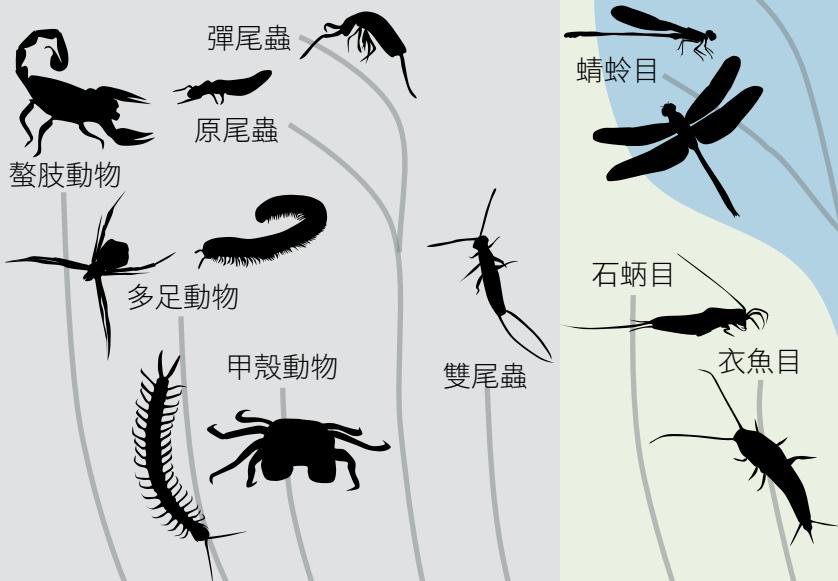 彈尾蟲
原尾蟲
螯肢動物
多足動物
甲殼動物
雙尾蟲
蜻蛉目
石蛃目
衣魚目